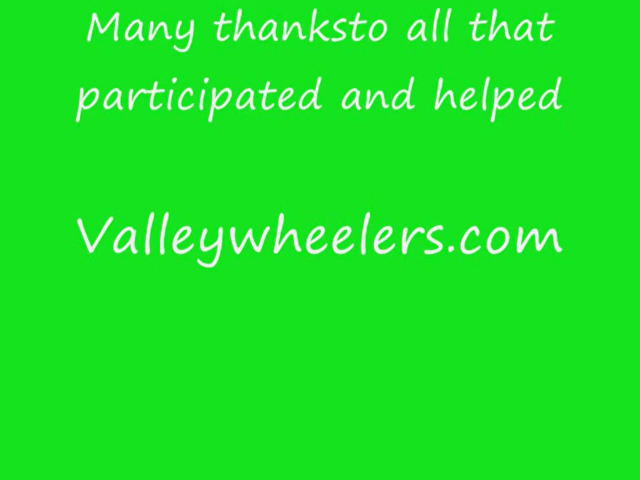 Many thanksto all that
participated and helped
Valleywheelers.com